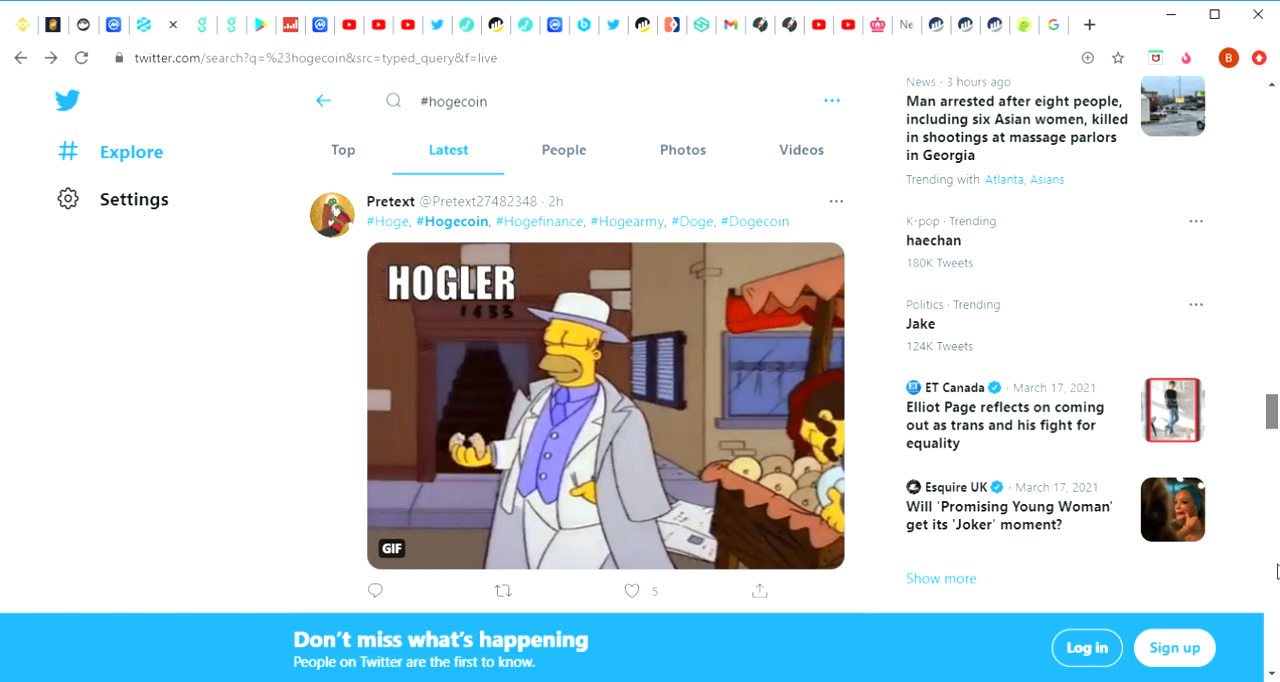 Ne
twitter.com/search?q=%23hogecoin&src=typed_query&f=live
B
#hogecoin
Explore
Settings
Top
Latest
People
Photos
Videos
Pretext @Pretext27482348 · 2h
#Hoge, #Hogecoin, #Hogefinance, #Hogearmy, #Doge, #Dogecoin
HOGLER
1433
GIF
5
News · 3 hours ago
Man arrested after eight people,
including six Asian women, killed
in shootings at massage parlors
in Georgia
Trending with Atlanta, Asians
K-pop · Trending
haechan
180K Tweets
Politics · Trending
Jake
124K Tweets
ET Canada · March 17, 2021
Elliot Page reflects on coming
out as trans and his fight for
equality
Esquire UK · March 17, 2021
Will 'Promising Young Woman'
get its 'Joker' moment?
Show more
Don't miss what's happening
People on Twitter are the first to know.
Log in
Sign up